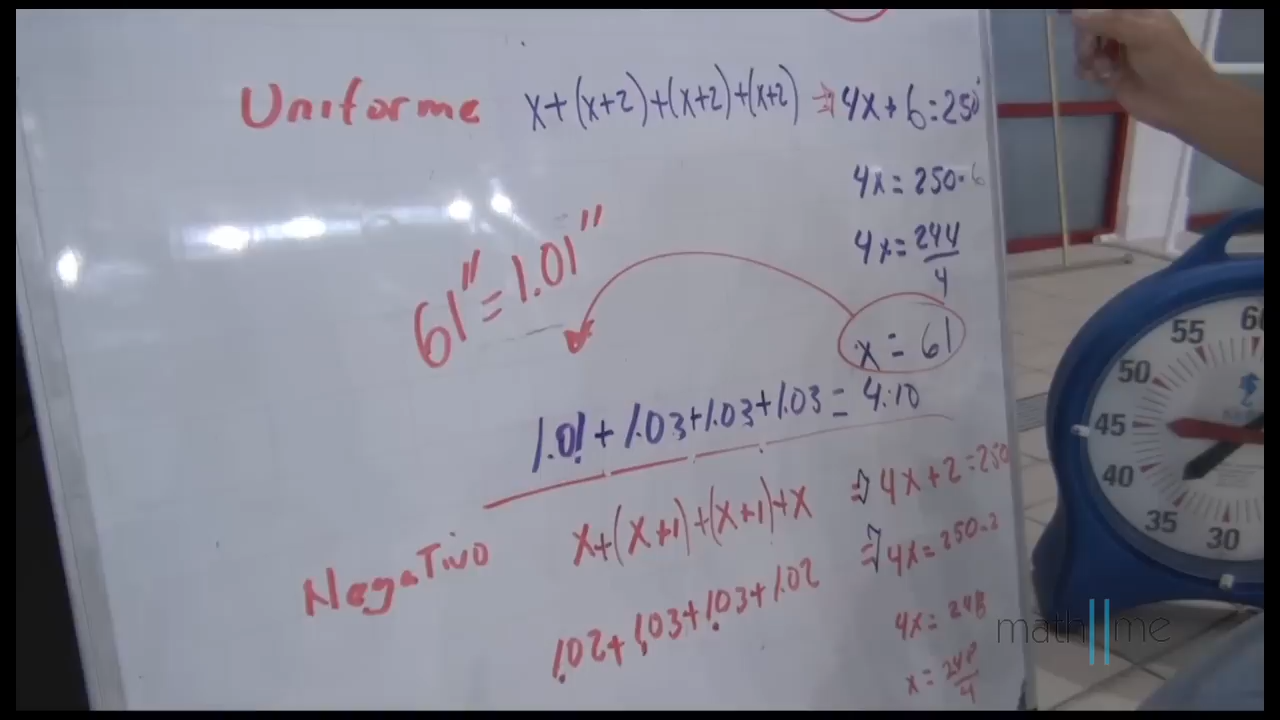 Uniforme x+(x+2)+(x+2)+(x+2) ⇒ 4x+6=250
4x=250-6
61"=1.01"
4x=244/4
x=61
1.01+1.03+1.03+1.03=4.10
Negativo x+(x+1)+(x+1)+x ⇒ 4x+2=250
⇒ 4x=250-2
1.02+1.03+1.03+1.02
4x=248
x=248/4
60
55
50
45
40
35
30
math me